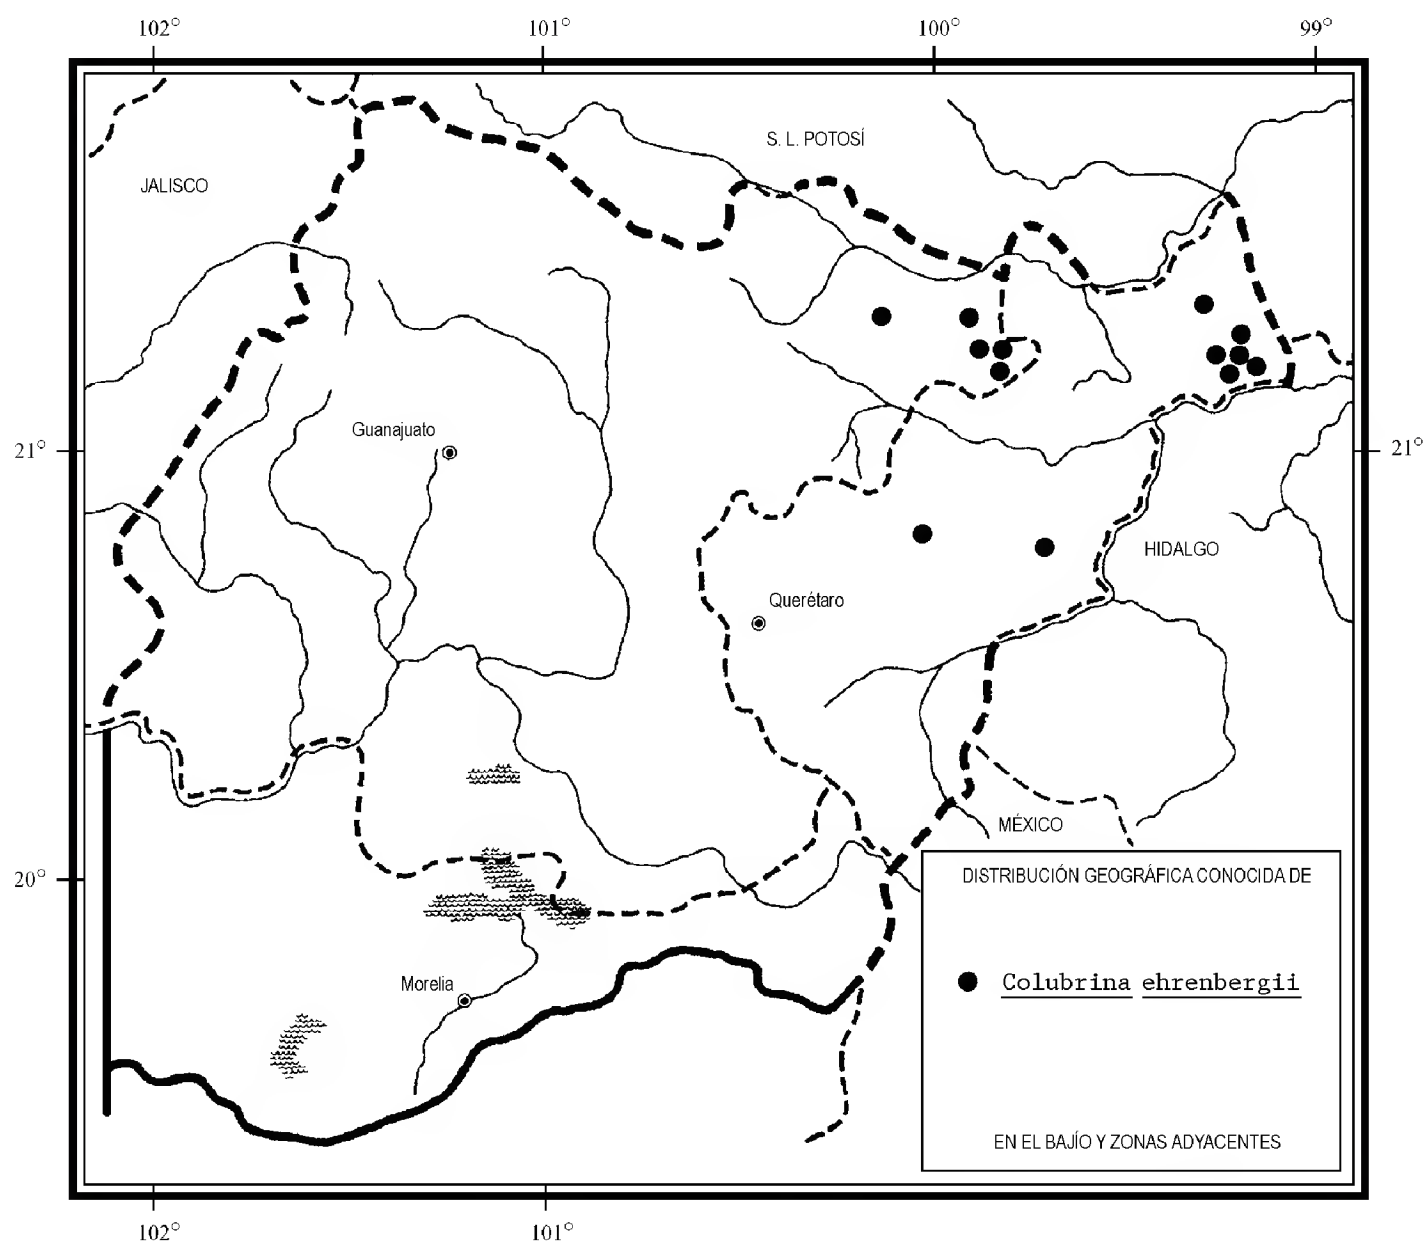 102° 101° 100° 99°
S. L. POTOSÍ
JALISCO
Guanajuato
21° 21°
HIDALGO
Querétaro
MÉXICO
20°
DISTRIBUCIÓN GEOGRÁFICA CONOCIDA DE
Morelia
Colubrina ehrenbergii
EN EL BAJÍO Y ZONAS ADYACENTES
102° 101°